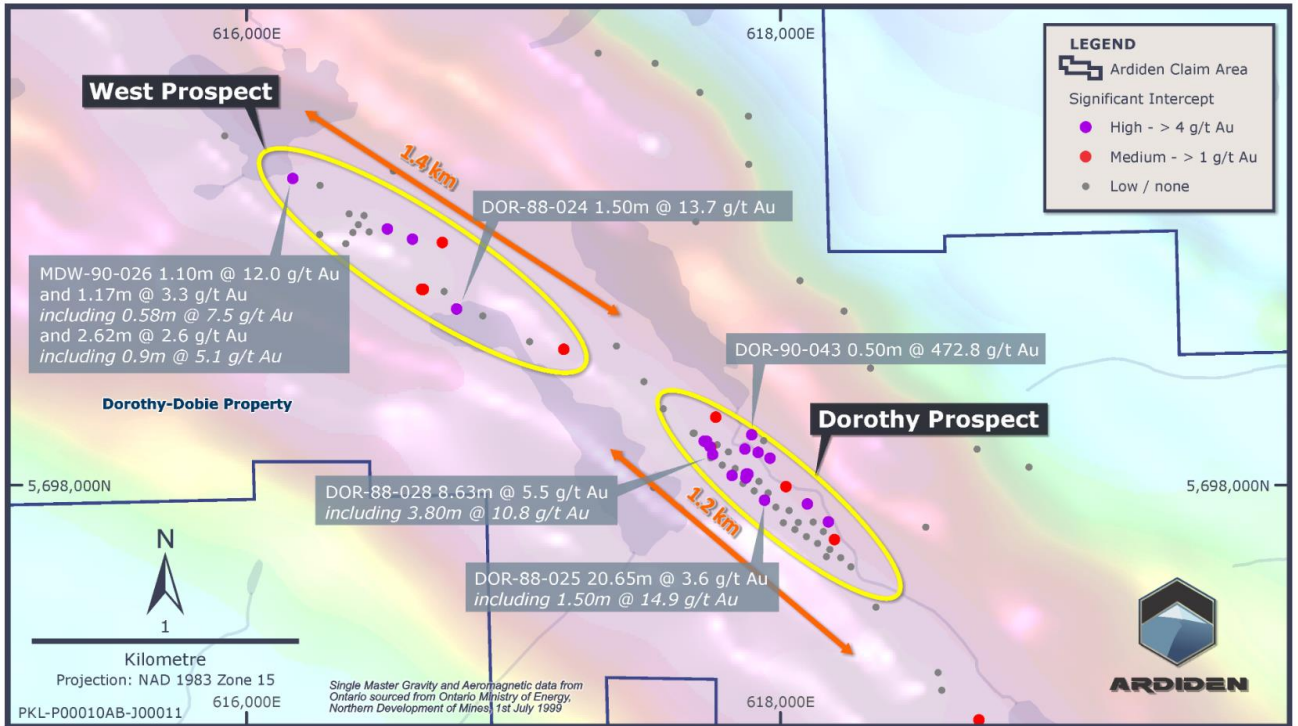 616,000E
618,000E
LEGEND
Ardiden Claim Area
Significant Intercept
High - > 4 g/t Au
Medium - > 1 g/t Au
Low / none
West Prospect
1.4 km
DOR-88-024 1.50m @ 13.7 g/t Au
MDW-90-026 1.10m @ 12.0 g/t Au
and 1.17m @ 3.3 g/t Au
including 0.58m @ 7.5 g/t Au
and 2.62m @ 2.6 g/t Au
including 0.9m @ 5.1 g/t Au
DOR-90-043 0.50m @ 472.8 g/t Au
Dorothy-Dobie Property
Dorothy Prospect
5,698,000N
DOR-88-028 8.63m @ 5.5 g/t Au
including 3.80m @ 10.8 g/t Au
5,698,000N
1.2 km
DOR-88-025 20.65m @ 3.6 g/t Au
including 1.50m @ 14.9 g/t Au
N
1
Kilometre
Projection: NAD 1983 Zone 15
PKL-P00010AB-J00011
616,000E
Single Master Gravity and Aeromagnetic data from
Ontario sourced from Ontario Ministry of Energy,
Northern Development of Mines, 1st July 1999
618,000E
ARDIDEN